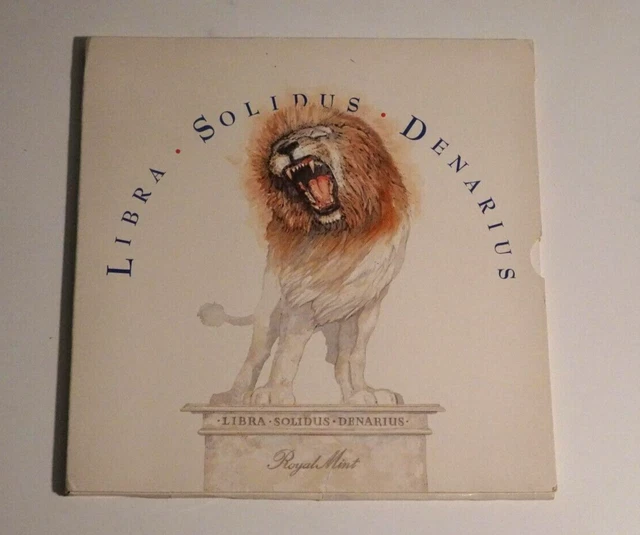 LIBRA · SOLIDUS · DENARIUS
·LIBRA·SOLIDUS·DENARIUS·
Royal Mint